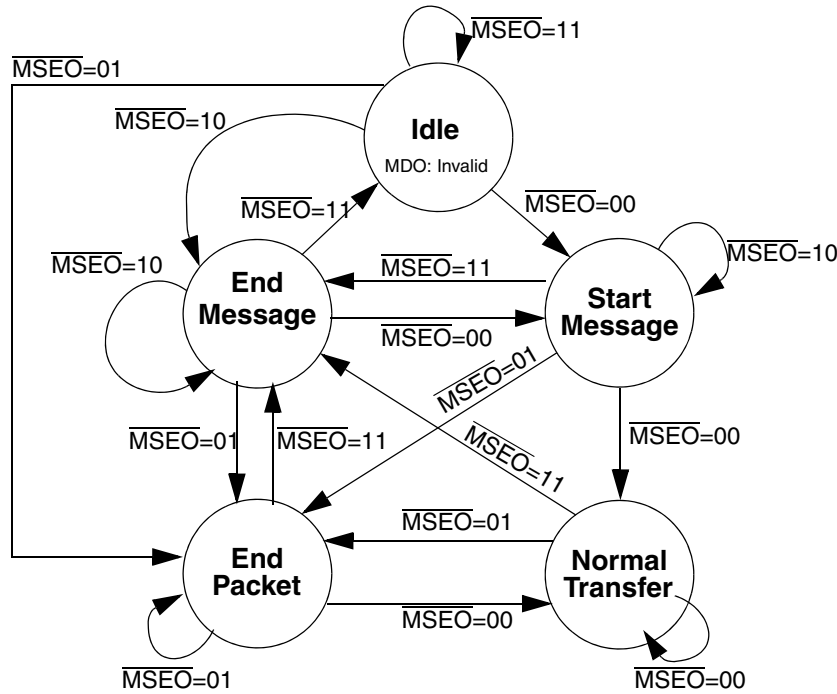 MSEO=11
MSEO=01
MSEO=10
Idle
MDO: Invalid
MSEO=11
MSEO=00
MSEO=10
End
Message
MSEO=11
Start
Message
MSEO=10
MSEO=00
MSEO=01
MSEO=01
MSEO=11
MSEO=11
MSEO=00
MSEO=01
End
Packet
Normal
Transfer
MSEO=00
MSEO=01
MSEO=00